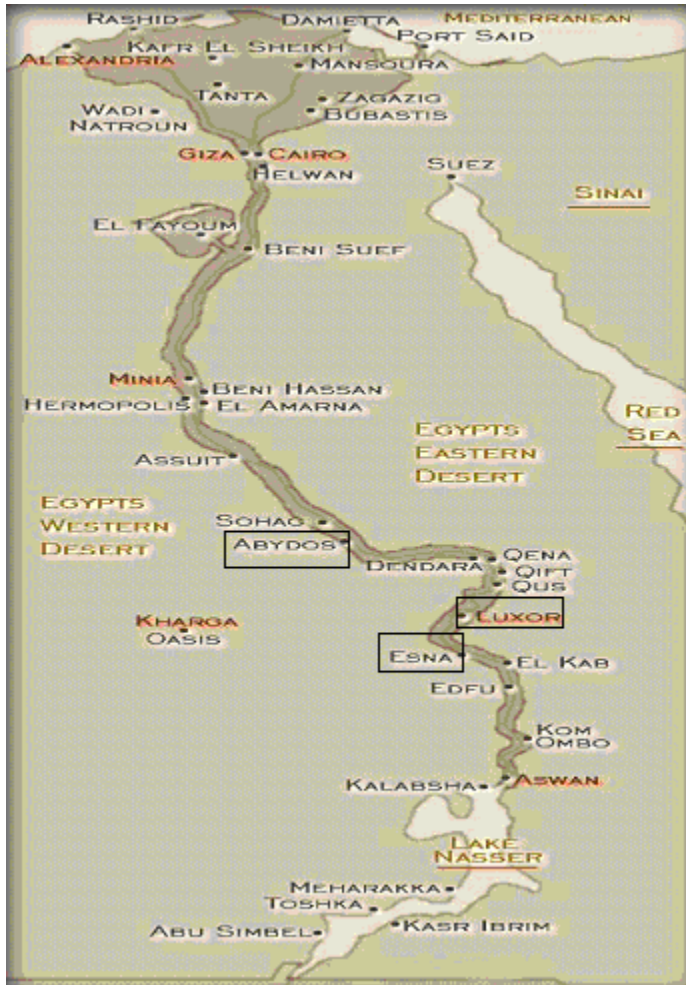 RASHID
DAMIETTA
MEDITERRANEAN
PORT SAID
KAFR EL SHEIKH
ALEXANDRIA
MANSOURA
TANTA
ZAGAZIG
WADI
NATROUN
BUBASTIS
GIZA
CAIRO
HELWAN
SUEZ
SINAI
EL FAYOUM
BENI SUEF
MINIA
BENI HASSAN
HERMOPOLIS
EL AMARNA
RED
SEA
EGYPTS
EASTERN
DESERT
ASSUIT
EGYPTS
WESTERN
DESERT
SOHAG
ABYDOS
DENDARA
QENA
QIFT
QUS
KHARGA
OASIS
LUXOR
ESNA
EL KAB
EDFU
KOM
OMBO
KALABSHA
ASWAN
LAKE
NASSER
MEHARAKKA
TOSHKA
ABU SIMBEL
KASR IBRIM